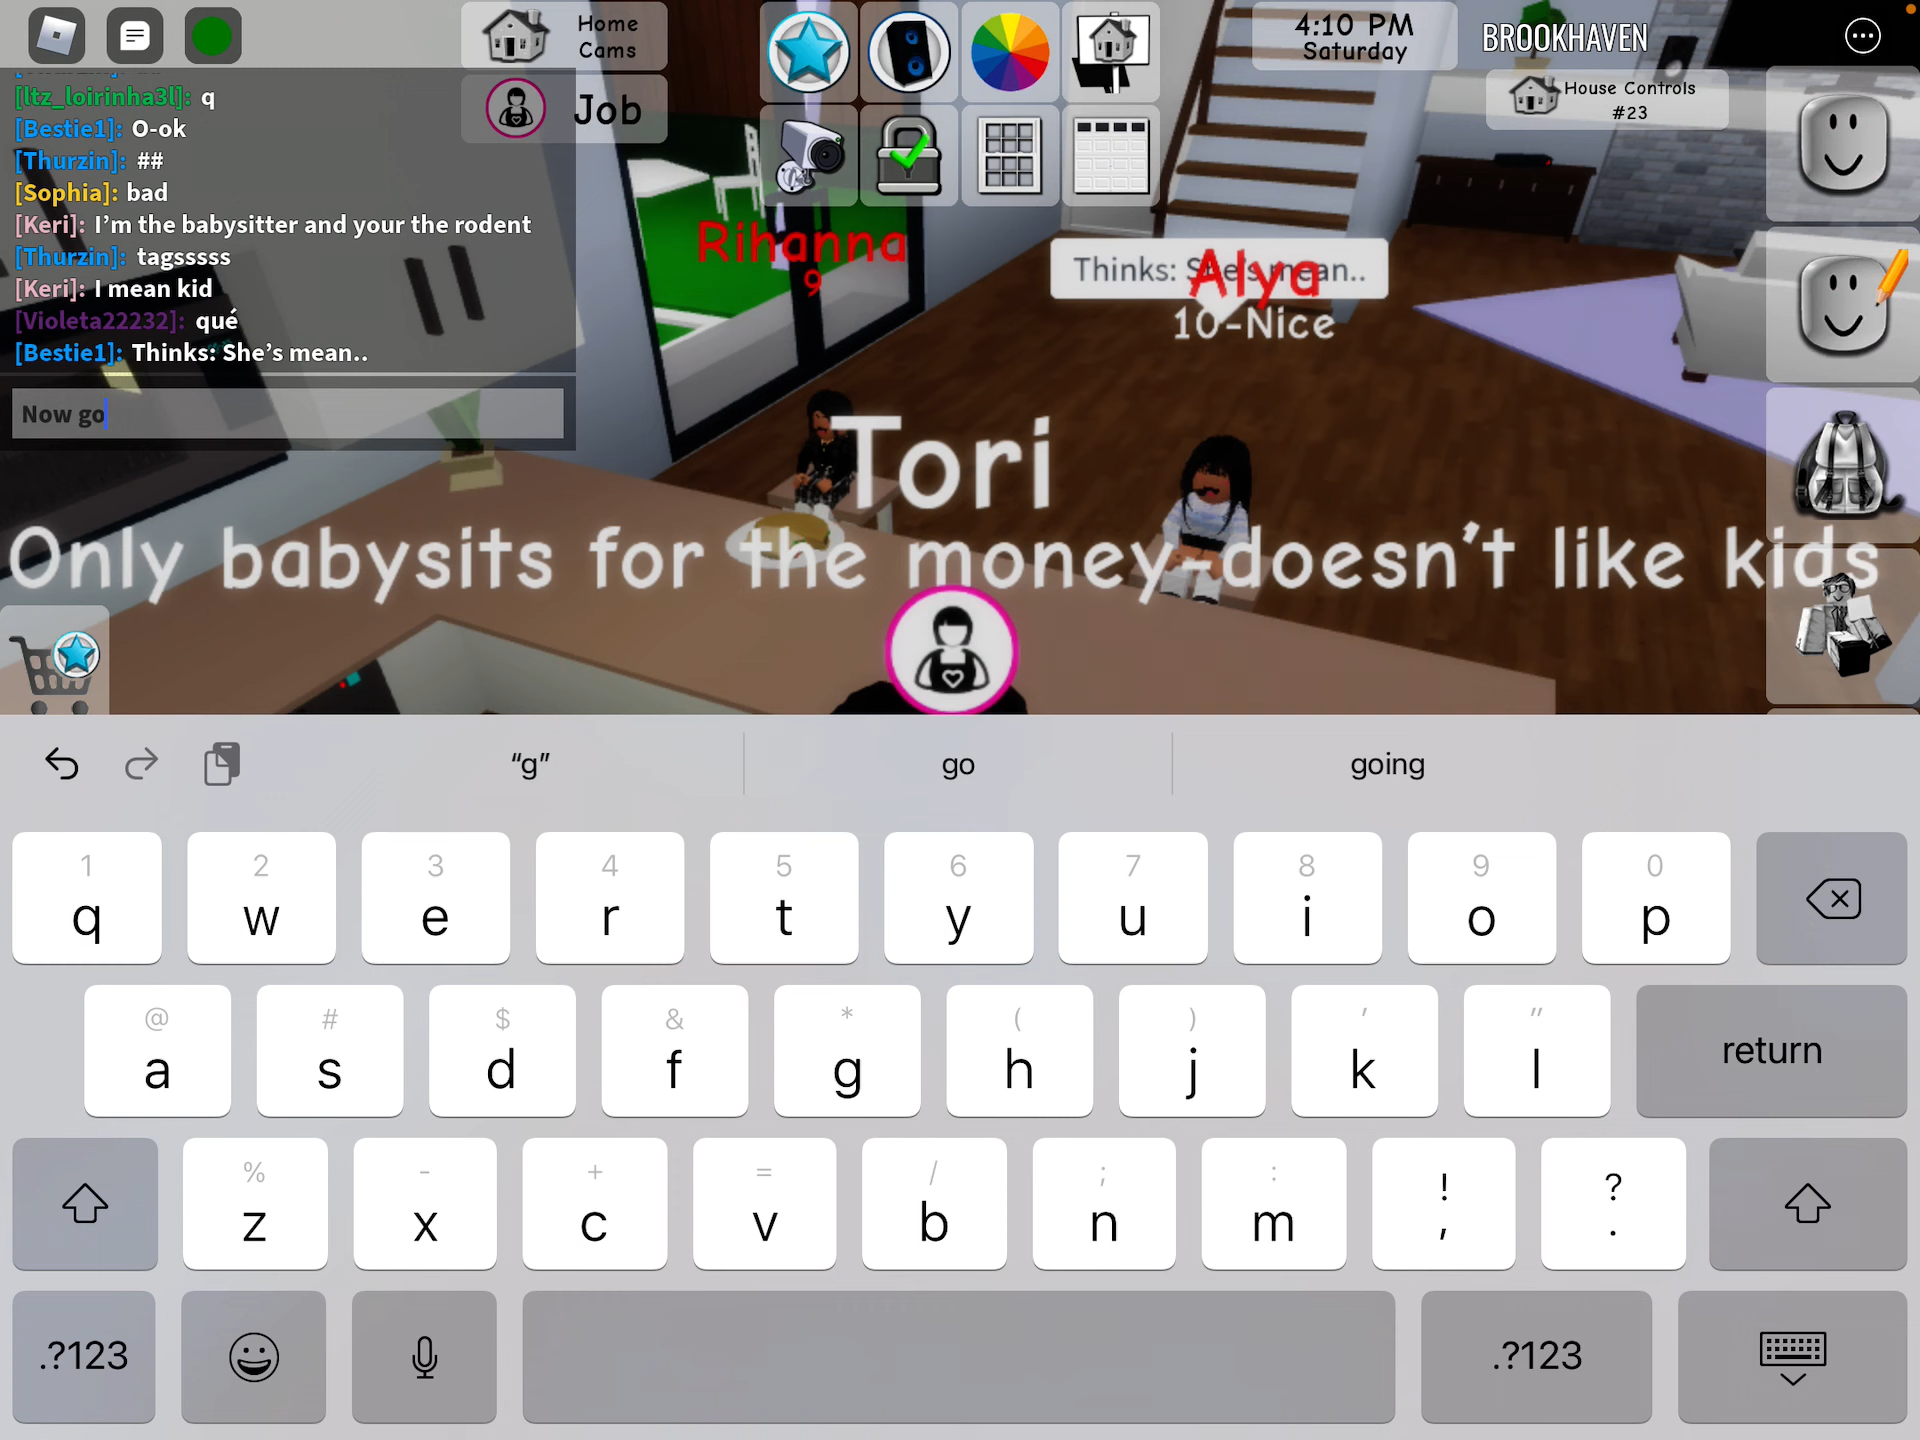 Home
Cams
Job
4:10 PM
Saturday
BROOKHAVEN
House Controls
#23
[ltz_loirinha3l]: q
[Bestie1]: O-ok
[Thurzin]: ##
[Sophia]: bad
[Keri]: I'm the babysitter and your the rodent
[Thurzin]: tagsssss
[Keri]: I mean kid
[Violeta22232]: qué
[Bestie1]: Thinks: She's mean..
Now go
Rihanna
9
Thinks: She's mean..
Alya
10-Nice
Tori
Only babysits for the money-doesn't like kids
“g” go going
1 2 3 4 5 6 7 8 9 0
q w e r t y u i o p
@ # $ & * ( ) ' "
a s d f g h j k l return
% - + = / ; : ! ?
z x c v b n m , .
.?123 .?123